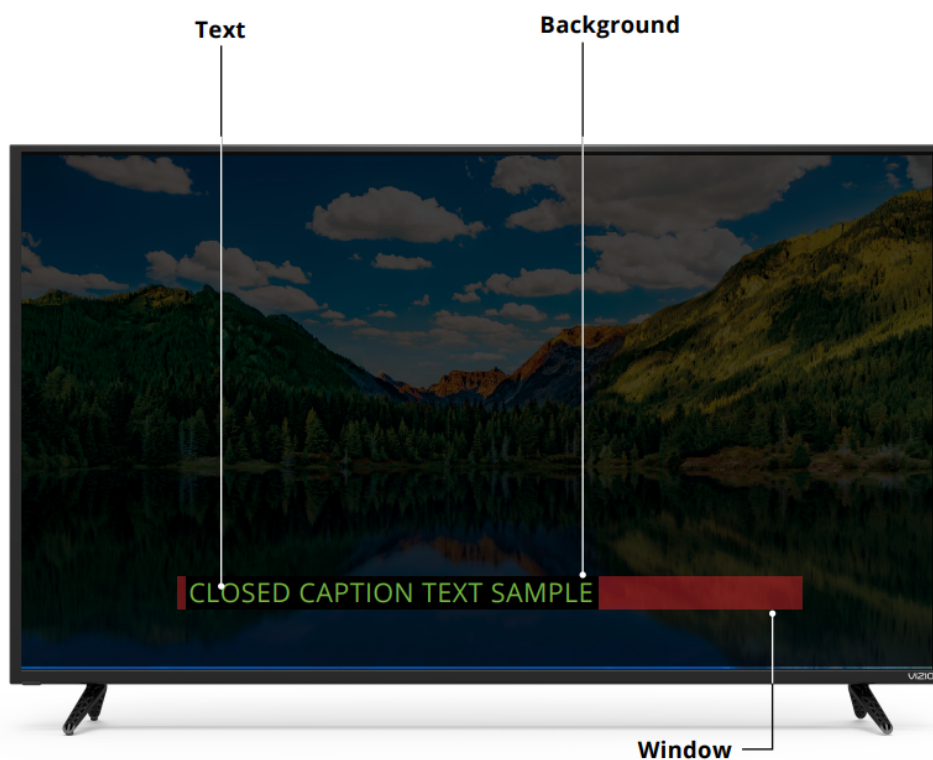 Text
Background
CLOSED CAPTION TEXT SAMPLE
VIZIO
Window